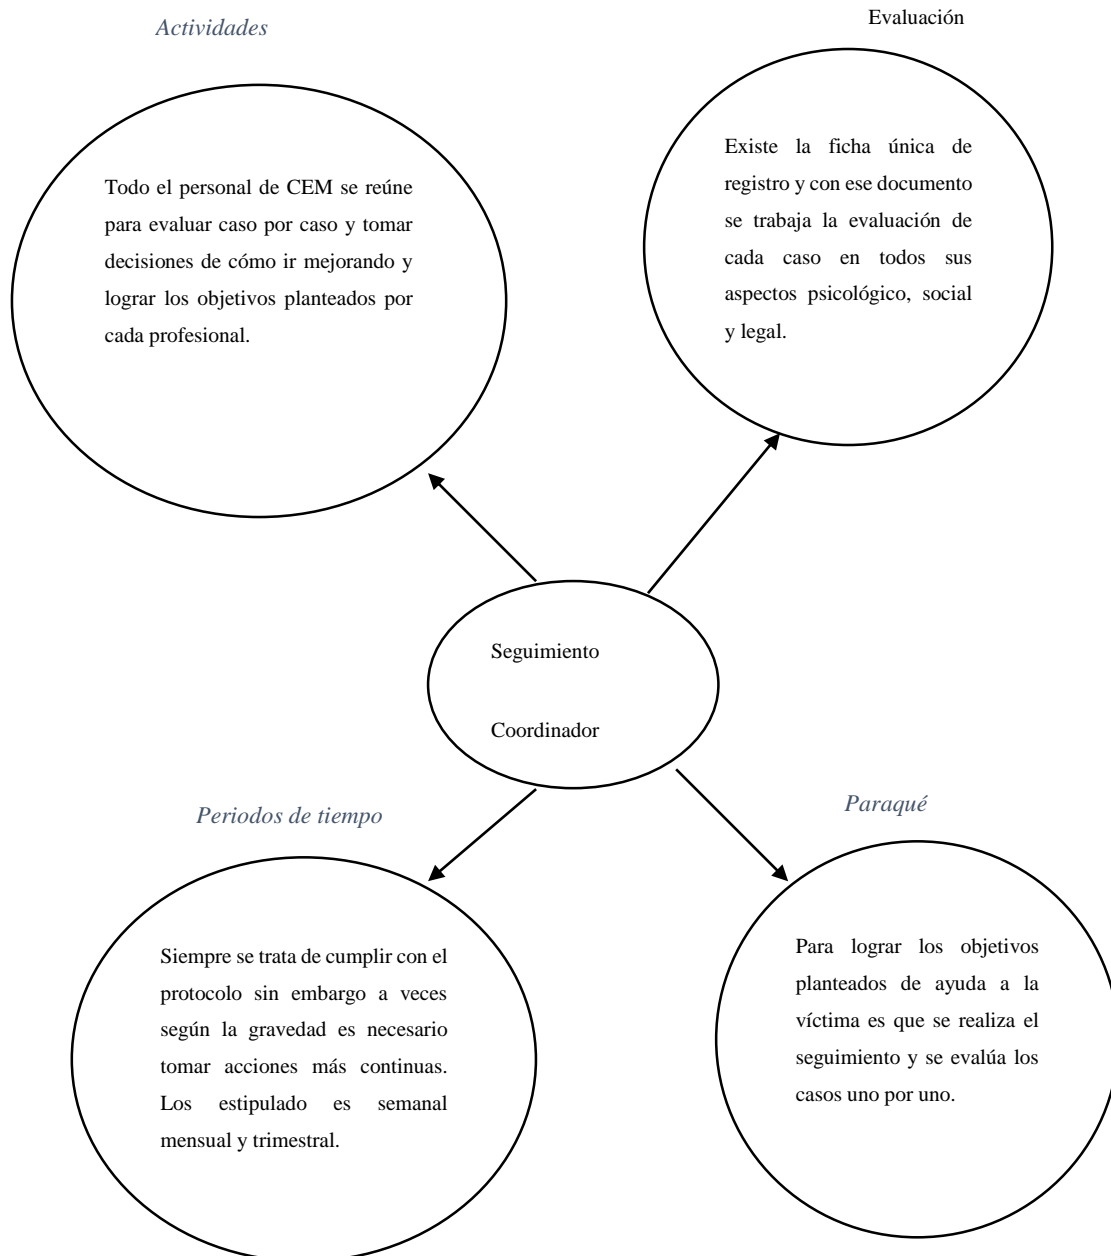 Actividades
Evaluación
Todo el personal de CEM se reúne
para evaluar caso por caso y tomar
decisiones de cómo ir mejorando y
lograr los objetivos planteados por
cada profesional.
Existe la ficha única de
registro y con ese documento
se trabaja la evaluación de
cada caso en todos sus
aspectos psicológico, social
y legal.
Seguimiento
Coordinador
Periodos de tiempo
Paraqué
Siempre se trata de cumplir con el
protocolo sin embargo a veces
según la gravedad es necesario
tomar acciones más continuas.
Los estipulado es semanal
mensual y trimestral.
Para lograr los objetivos
planteados de ayuda a la
víctima es que se realiza el
seguimiento y se evalúa los
casos uno por uno.